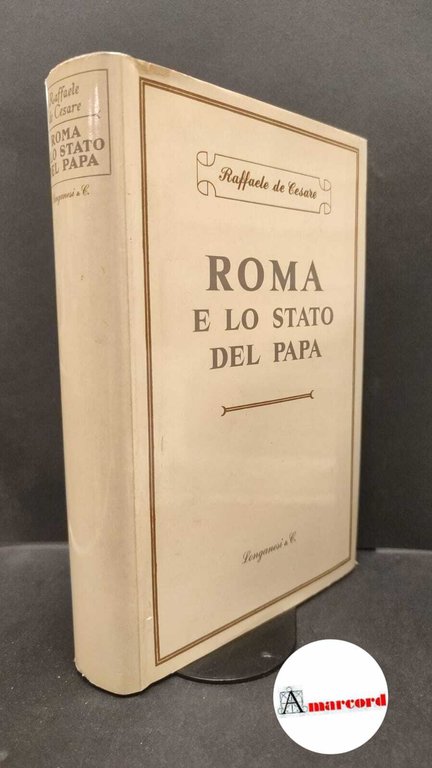 Raffaele
de Cesare
ROMA
E LO STATO
DEL PAPA
Longanesi & C.
Raffaele de Cesare
ROMA
E LO STATO
DEL PAPA
Longanesi & C.
Amarcord